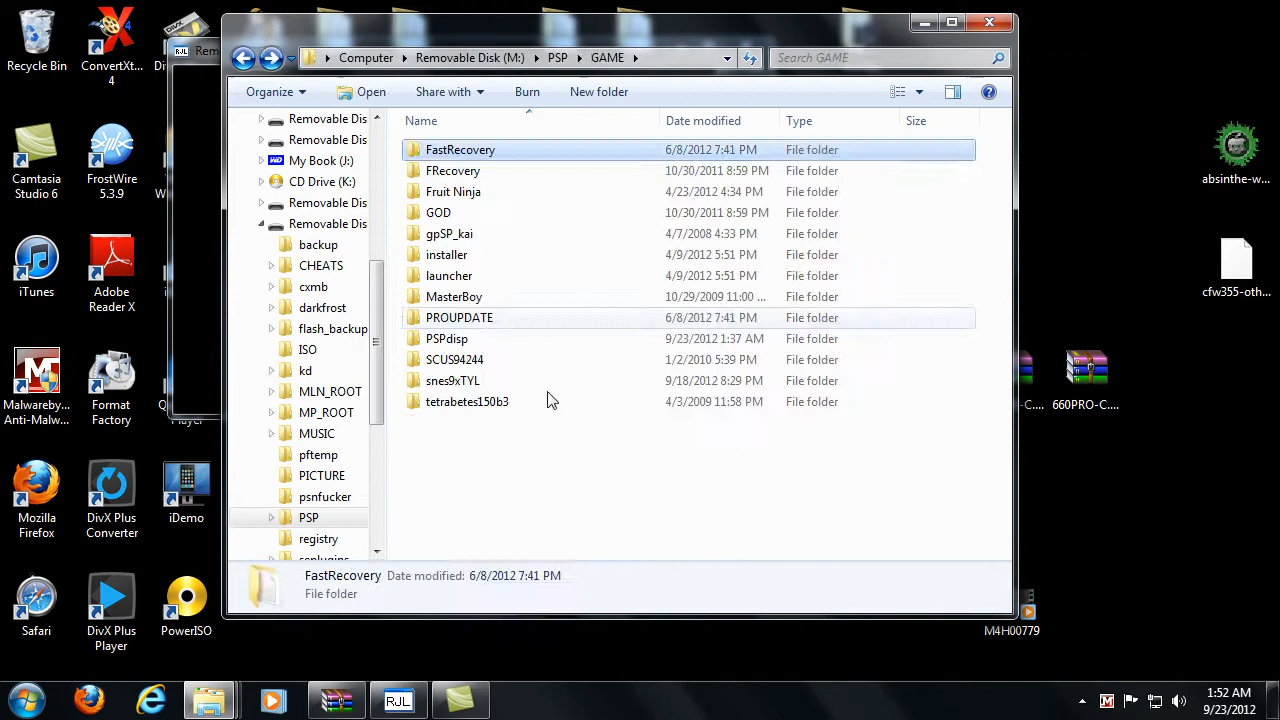 Recycle Bin
ConvertXt...
4
Di
Camtasia
Studio 6
FrostWire
5.3.9
iTunes
Adobe
Reader X
Malwareby...
Anti-Malw...
Format
Factory
Player
Mozilla
Firefox
DivX Plus
Converter
iDemo
Safari
DivX Plus
Player
PowerISO
RJL Rem
Computer Removable Disk (M:) PSP GAME
Search GAME
Organize Open Share with Burn New folder
Removable Dis
Removable Dis
My Book (J:)
CD Drive (K:)
Removable Dis
Removable Dis
backup
CHEATS
cxmb
darkfrost
flash_backup
ISO
kd
MLN_ROOT
MP_ROOT
MUSIC
pftemp
PICTURE
psnfucker
PSP
registry
seplugins
Name Date modified Type Size
FastRecovery 6/8/2012 7:41 PM File folder
FRecovery 10/30/2011 8:59 PM File folder
Fruit Ninja 4/23/2012 4:34 PM File folder
GOD 10/30/2011 8:59 PM File folder
gpSP_kai 4/7/2008 4:33 PM File folder
installer 4/9/2012 5:51 PM File folder
launcher 4/9/2012 5:51 PM File folder
MasterBoy 10/29/2009 11:00 ... File folder
PROUPDATE 6/8/2012 7:41 PM File folder
PSPdisp 9/23/2012 1:37 AM File folder
SCUS94244 1/2/2010 5:39 PM File folder
snes9xTYL 9/18/2012 8:29 PM File folder
tetrabetes150b3 4/3/2009 11:58 PM File folder
FastRecovery Date modified: 6/8/2012 7:41 PM
File folder
absinthe-w...
cfw355-oth...
-C.... 660PRO-C....
M4H00779
RJL
1:52 AM
9/23/2012